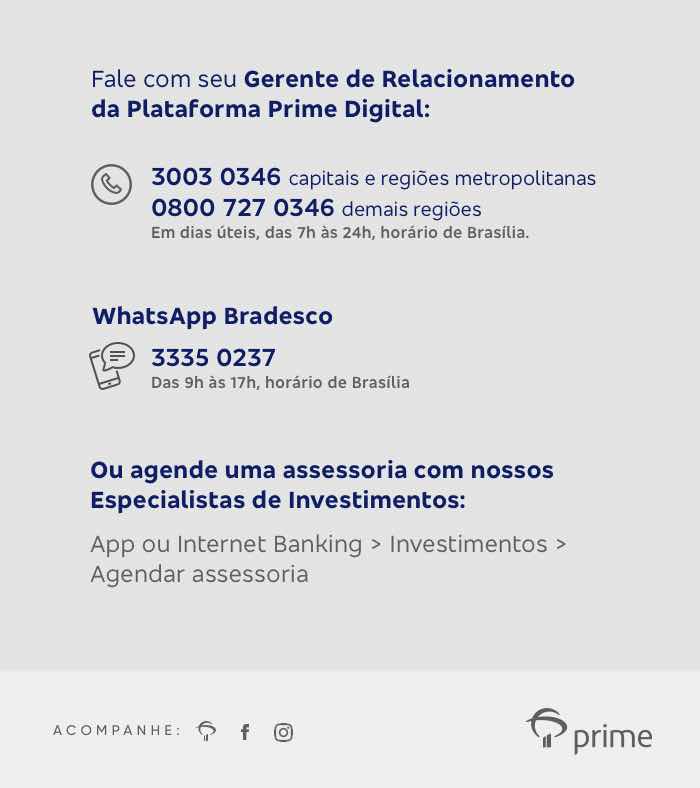 Fale com seu Gerente de Relacionamento
da Plataforma Prime Digital:
3003 0346 capitais e regiões metropolitanas
0800 727 0346 demais regiões
Em dias úteis, das 7h às 24h, horário de Brasília.
WhatsApp Bradesco
3335 0237
Das 9h às 17h, horário de Brasília
Ou agende uma assessoria com nossos
Especialistas de Investimentos:
App ou Internet Banking > Investimentos >
Agendar assessoria
ACOMPANHE:
prime